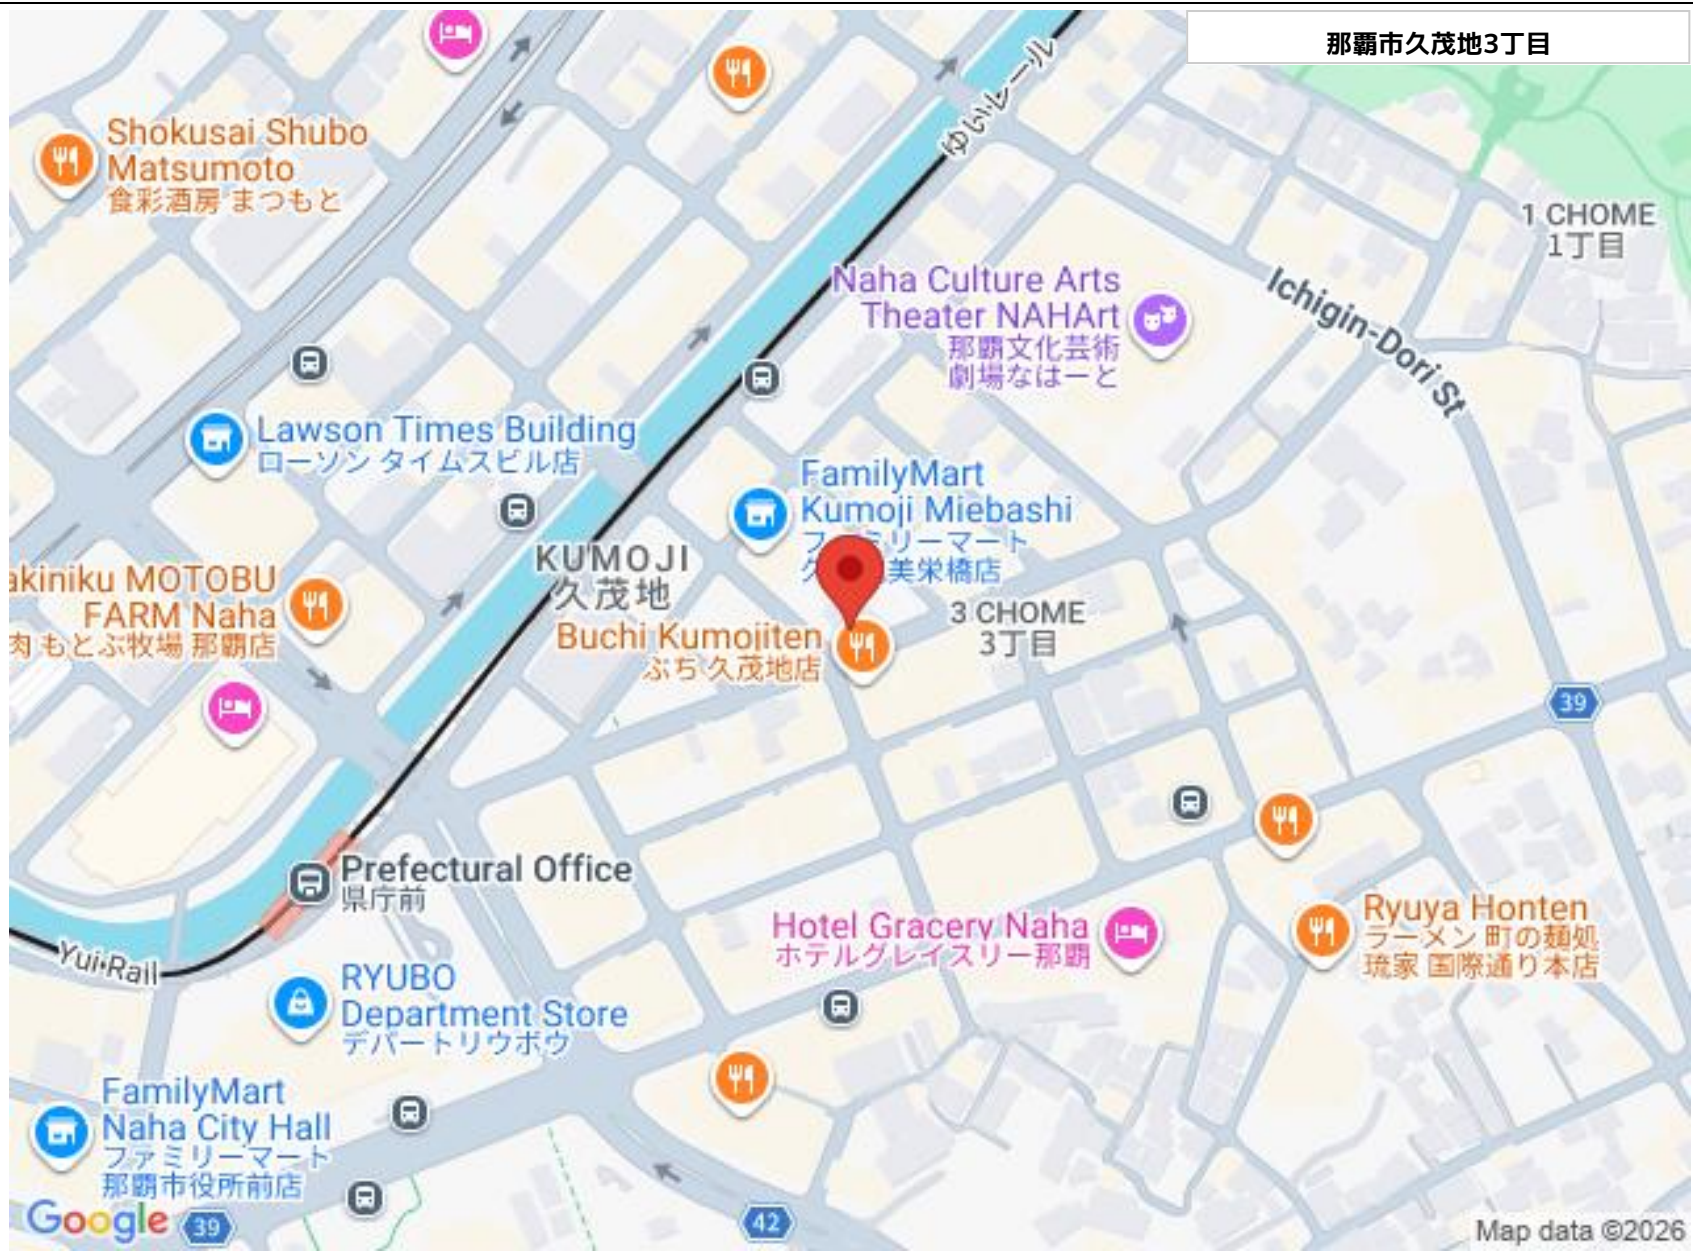 那覇市久茂地3丁目
ゆいレール
Shokusai Shubo
Matsumoto
食彩酒房 まつもと
1 CHOME
1丁目
Naha Culture Arts
Theater NAHArt
那覇文化芸術
劇場なはーと
Ichigin-Dori St
Lawson Times Building
ローソン タイムスビル店
FamilyMart
Kumoji Miebashi
ファミリーマート
美栄橋店
KUMOJI
久茂地
akiniku MOTOBU
FARM Naha
肉 もとぶ牧場 那覇店
3 CHOME
3丁目
Buchi Kumojiten
ぶち 久茂地店
39
Prefectural Office
県庁前
Hotel Gracery Naha
ホテルグレイスリー那覇
Ryuya Honten
ラーメン 町の麺処
琉家 国際通り本店
Yui Rail
RYUBO
Department Store
デパートリウボウ
FamilyMart
Naha City Hall
ファミリーマート
那覇市役所前店
Google
39
42
Map data ©2026